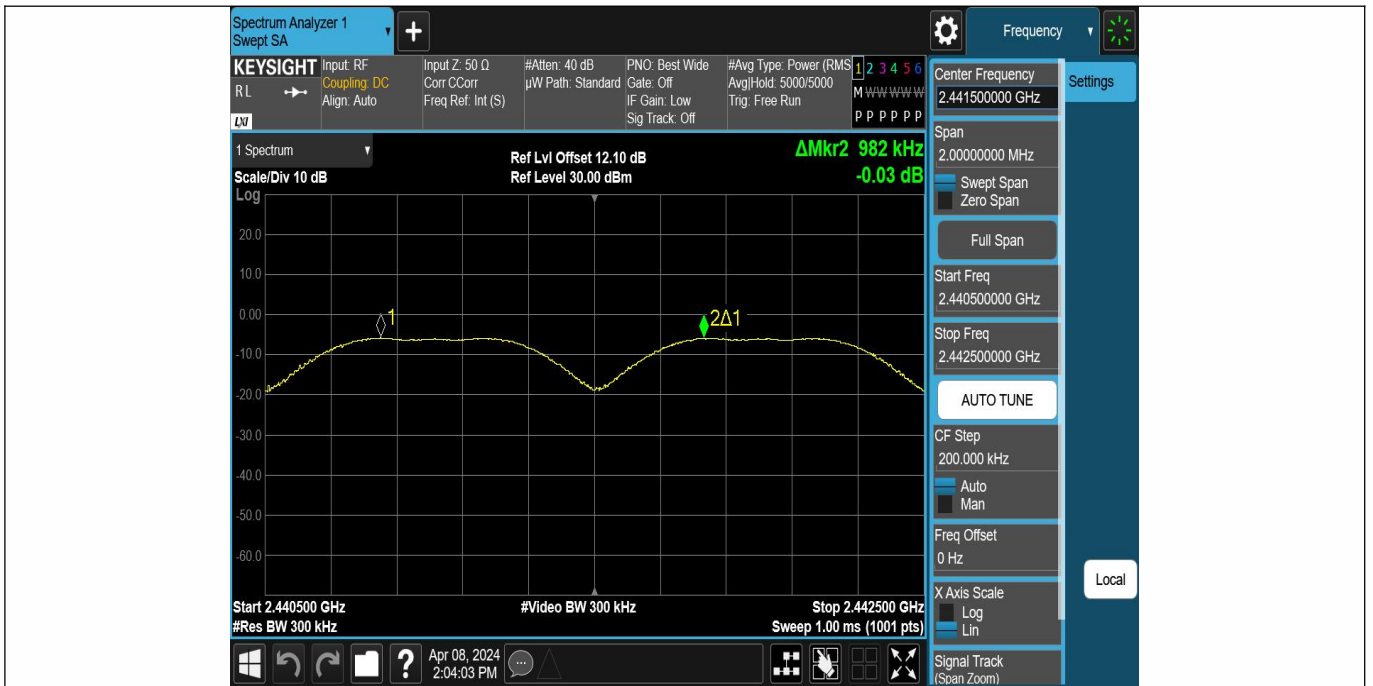 Spectrum Analyzer 1
Swept SA
+
Frequency
KEYSIGHT
RL
LXI
Input: RF
Coupling: DC
Align: Auto
Input Z: 50 Ω
Corr CCorr
Freq Ref: Int (S)
#Atten: 40 dB
µW Path: Standard
PNO: Best Wide
Gate: Off
IF Gain: Low
Sig Track: Off
#Avg Type: Power (RMS
Avg|Hold: 5000/5000
Trig: Free Run
1 2 3 4 5 6
M W W W W W
P P P P P P
1 Spectrum
Scale/Div 10 dB
Log
Ref Lvl Offset 12.10 dB
Ref Level 30.00 dBm
ΔMkr2 982 kHz
-0.03 dB
20.0
10.0
0.00
-10.0
-20.0
-30.0
-40.0
-50.0
-60.0
1
2Δ1
Start 2.440500 GHz
#Res BW 300 kHz
#Video BW 300 kHz
Stop 2.442500 GHz
Sweep 1.00 ms (1001 pts)
Center Frequency
2.441500000 GHz
Settings
Span
2.00000000 MHz
Swept Span
Zero Span
Full Span
Start Freq
2.440500000 GHz
Stop Freq
2.442500000 GHz
AUTO TUNE
CF Step
200.000 kHz
Auto
Man
Freq Offset
0 Hz
X Axis Scale
Log
Lin
Local
Signal Track
(Span Zoom)
?
Apr 08, 2024
2:04:03 PM